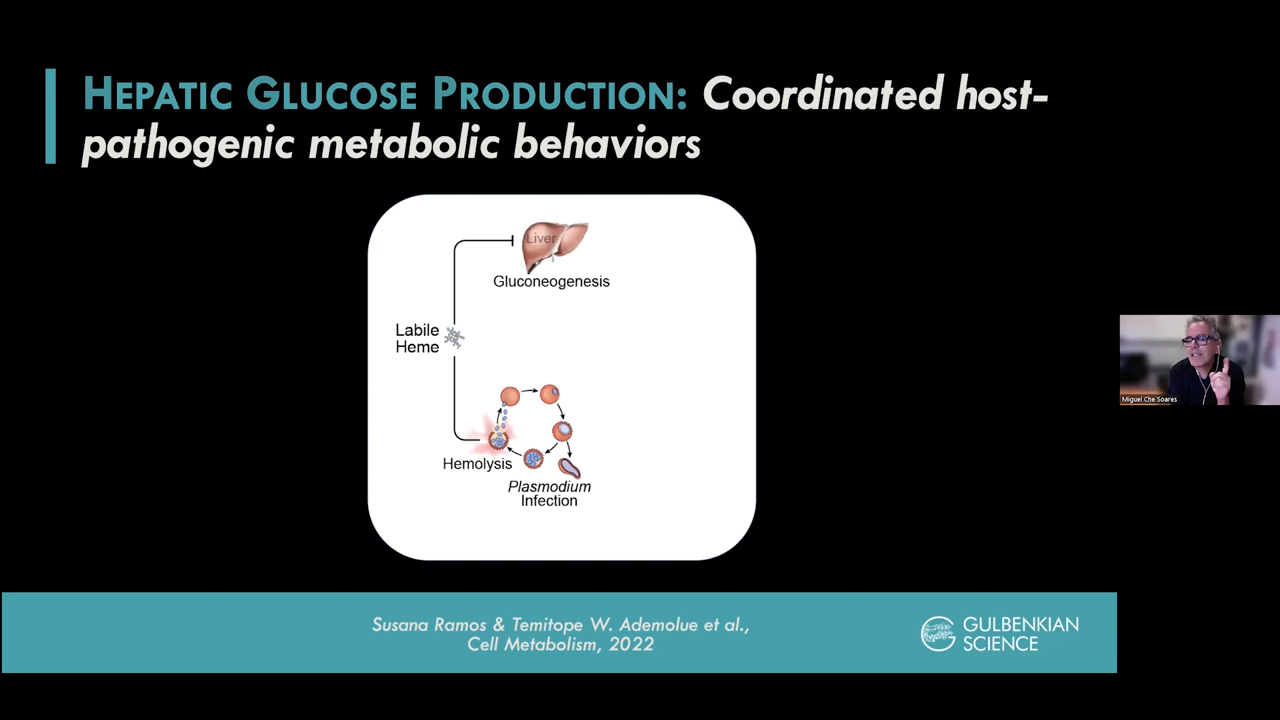 HEPATIC GLUCOSE PRODUCTION: Coordinated host-
pathogenic metabolic behaviors
Liver
Gluconeogenesis
Labile
Heme
Hemolysis
Plasmodium
Infection
Miguel Che Soares
Susana Ramos & Temitope W. Ademolue et al.,
Cell Metabolism, 2022
GULBENKIAN
SCIENCE